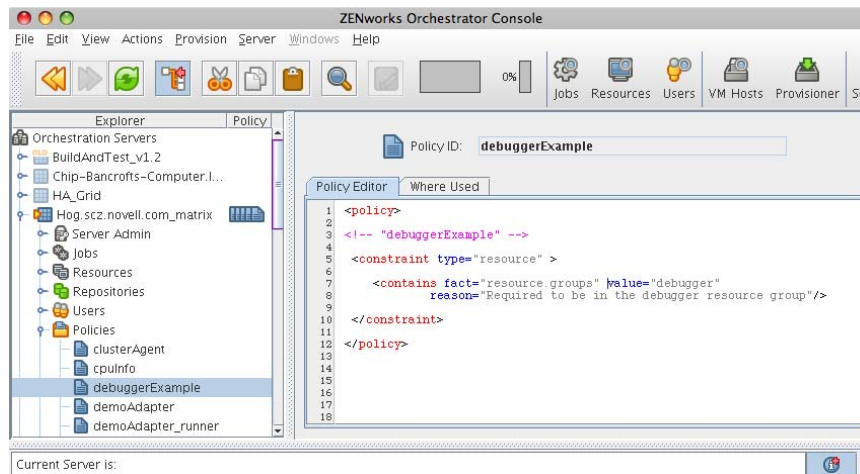 ZENworks Orchestrator Console
File Edit View Actions Provision Server Windows Help
0%
Jobs Resources Users VM Hosts Provisioner
Explorer Policy
Orchestration Servers
BuildAndTest_v1.2
Chip-Bancrofts-Computer.l...
HA_Grid
Hog.scz.novell.com_matrix
Server Admin
Jobs
Resources
Repositories
Users
Policies
clusterAgent
cpuInfo
debuggerExample
demoAdapter
demoAdapter_runner
Policy ID: debuggerExample
Policy Editor Where Used
1 <policy>
2
3 <!-- "debuggerExample" -->
4
5 <constraint type="resource" >
6
7 <contains fact="resource.groups" value="debugger"
8 reason="Required to be in the debugger resource group"/>
9
10 </constraint>
11
12 </policy>
13
14
15
16
17
18
Current Server is: